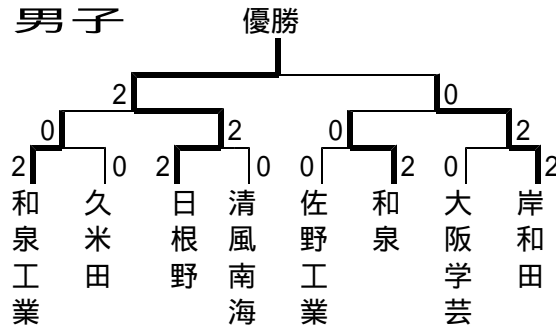 男子
優勝
2 0
0 2 0 2
2 0 2 0 0 2 0 2
和泉工業
久米田
日根野
清風南海
佐野工業
和泉
大阪学芸
岸和田